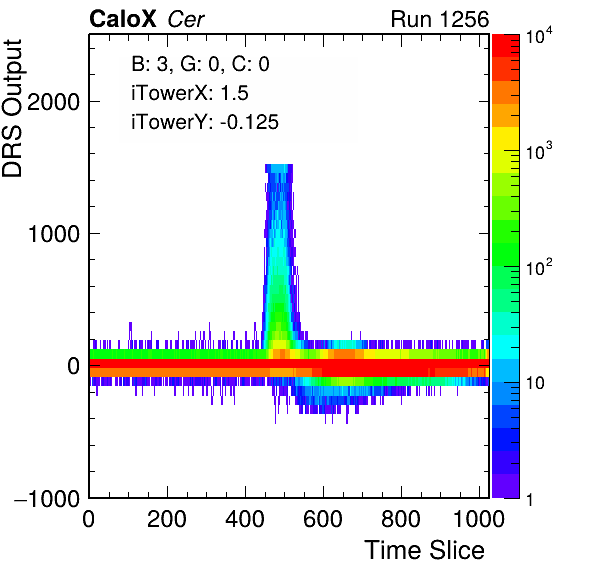 CaloX Cer Run 1256
B: 3, G: 0, C: 0
iTowerX: 1.5
iTowerY: -0.125
DRS Output
2000
1000
0
−1000
0 200 400 600 800 1000
Time Slice
10^4
10^3
10^2
10
1